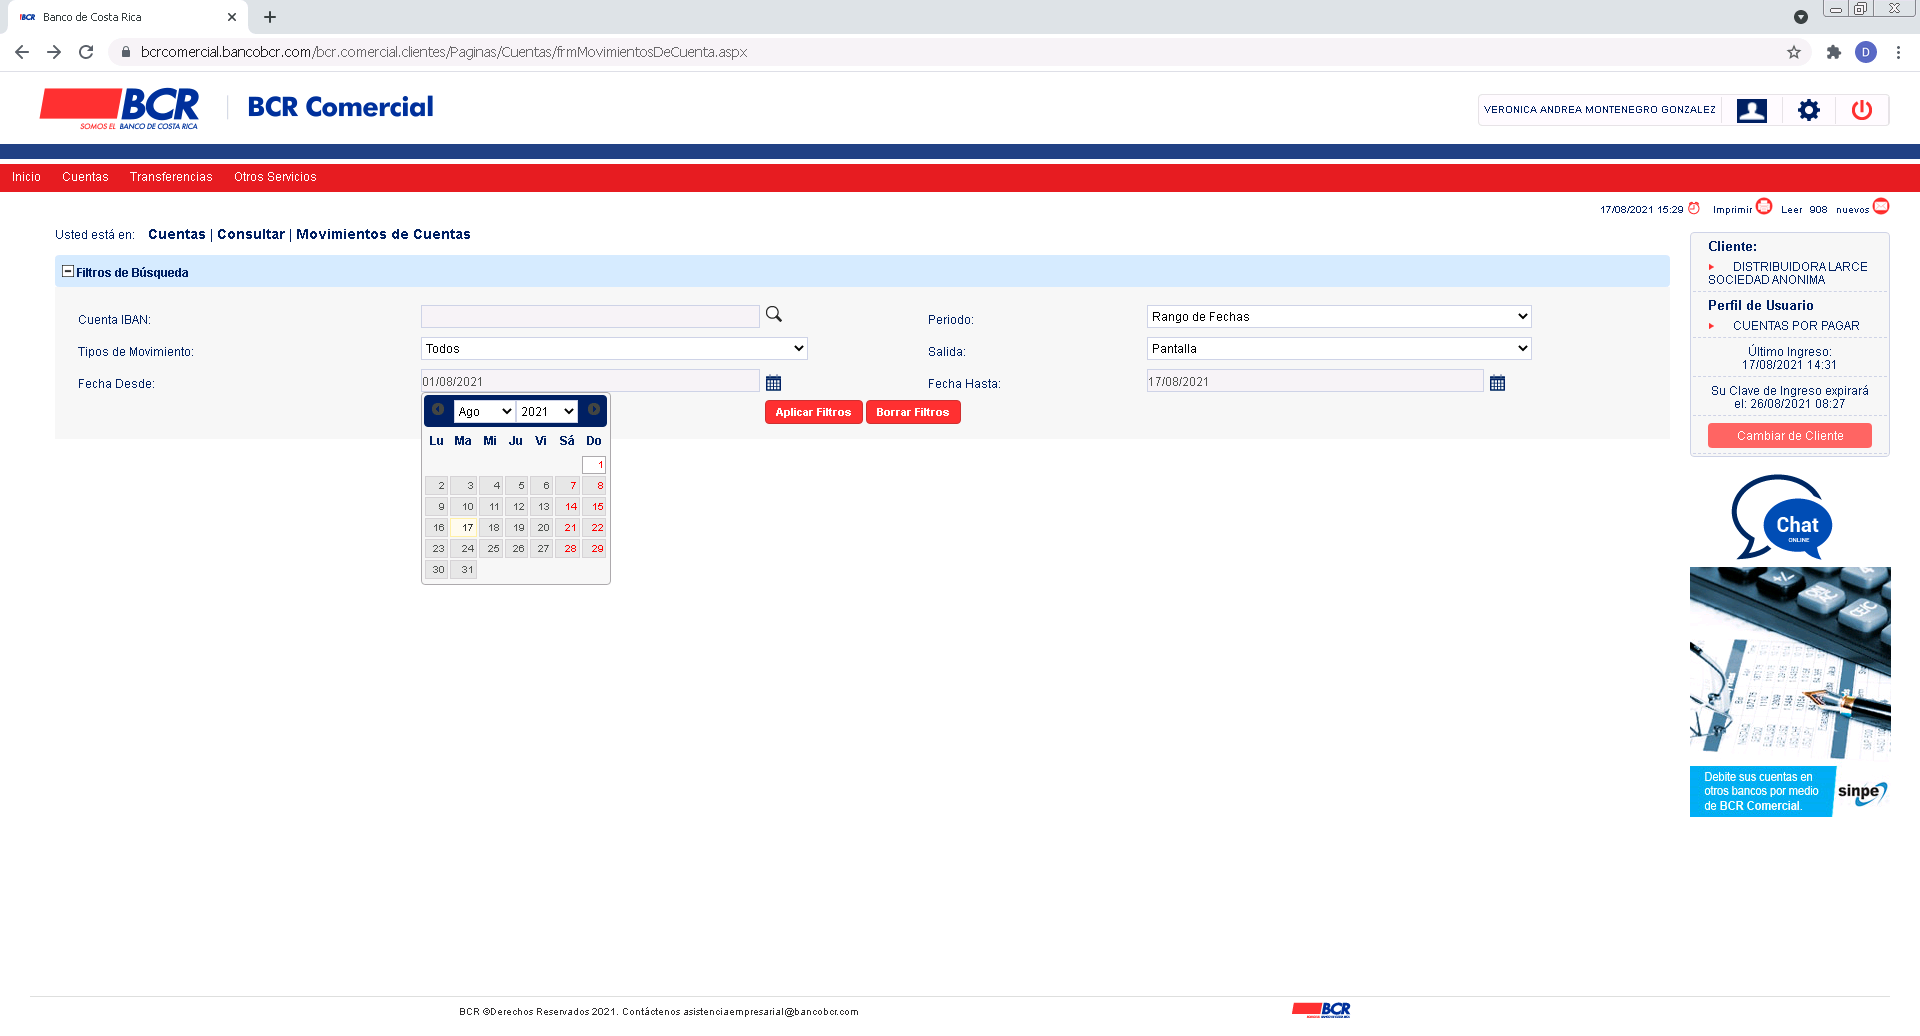 BCR Banco de Costa Rica
bcrcomercial.bancobcr.com/bcr.comercial.clientes/Paginas/Cuentas/frmMovimientosDeCuenta.aspx
D
BCR
SOMOS EL BANCO DE COSTA RICA
BCR Comercial
VERONICA ANDREA MONTENEGRO GONZALEZ
Inicio Cuentas Transferencias Otros Servicios
17/08/2021 15:29 Imprimir Leer 908 nuevos
Usted está en: Cuentas | Consultar | Movimientos de Cuentas
Filtros de Búsqueda
Cuenta IBAN: Periodo: Rango de Fechas
Tipos de Movimiento: Todos Salida: Pantalla
Fecha Desde: 01/08/2021 Fecha Hasta: 17/08/2021
Aplicar Filtros Borrar Filtros
Ago 2021
Lu Ma Mi Ju Vi Sá Do
1
2 3 4 5 6 7 8
9 10 11 12 13 14 15
16 17 18 19 20 21 22
23 24 25 26 27 28 29
30 31
Cliente:
DISTRIBUIDORA LARCE
SOCIEDAD ANONIMA
Perfil de Usuario
CUENTAS POR PAGAR
Último Ingreso:
17/08/2021 14:31
Su Clave de Ingreso expirará
el: 26/08/2021 08:27
Cambiar de Cliente
Chat
ONLINE
Debite sus cuentas en
otros bancos por medio
de BCR Comercial.
sinpe
BCR ©Derechos Reservados 2021. Contáctenos asistenciaempresarial@bancobcr.com
BCR